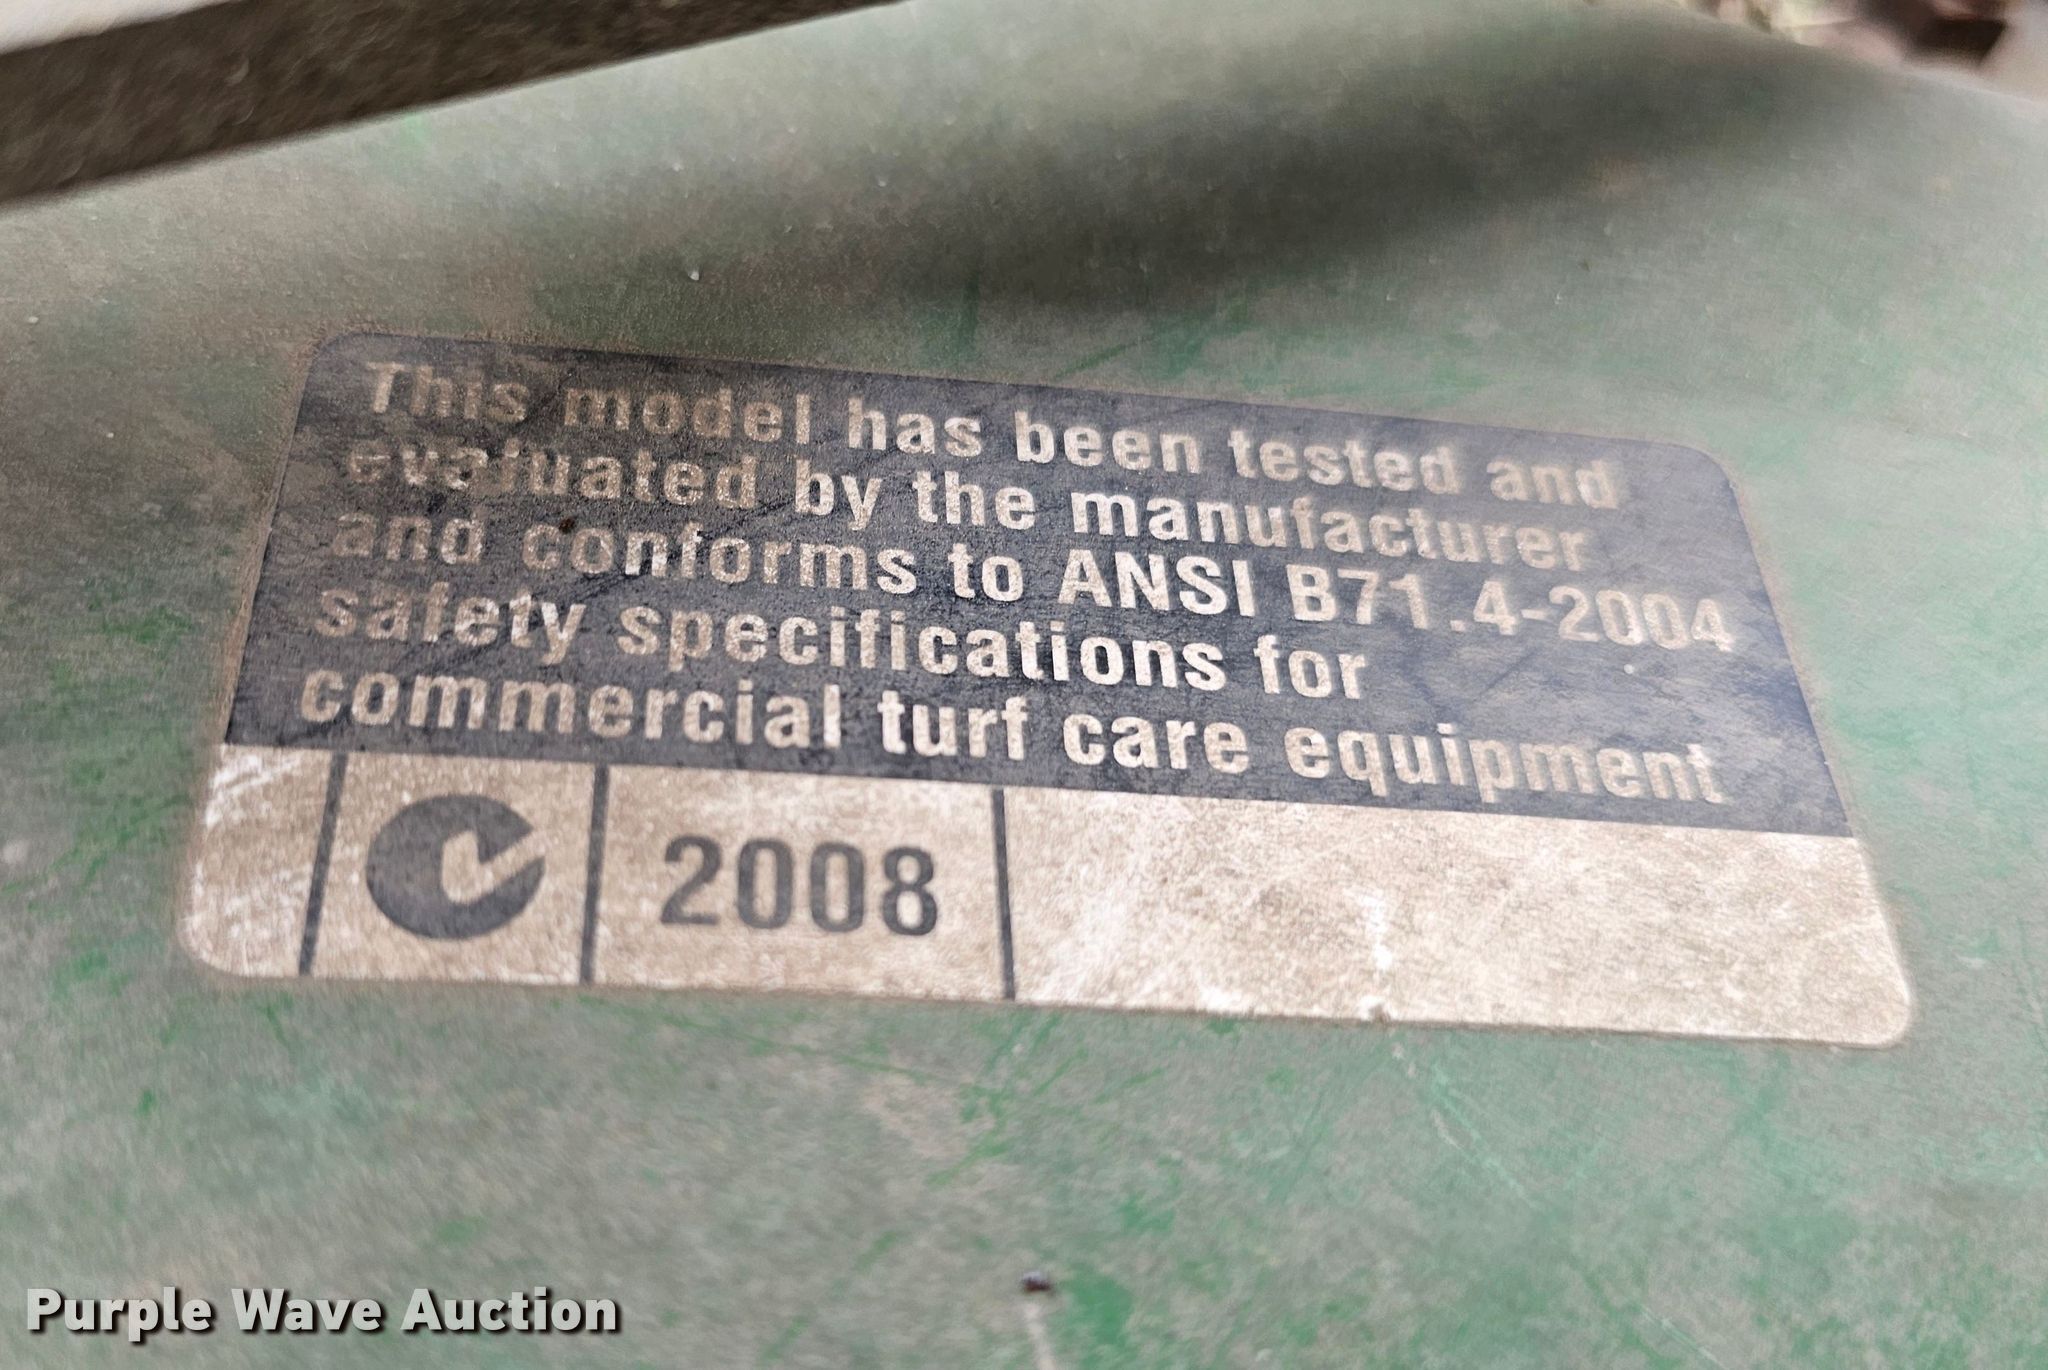 This model has been tested and
evaluated by the manufacturer
and conforms to ANSI B71.4-2004
safety specifications for
commercial turf care equipment
2008
Purple Wave Auction